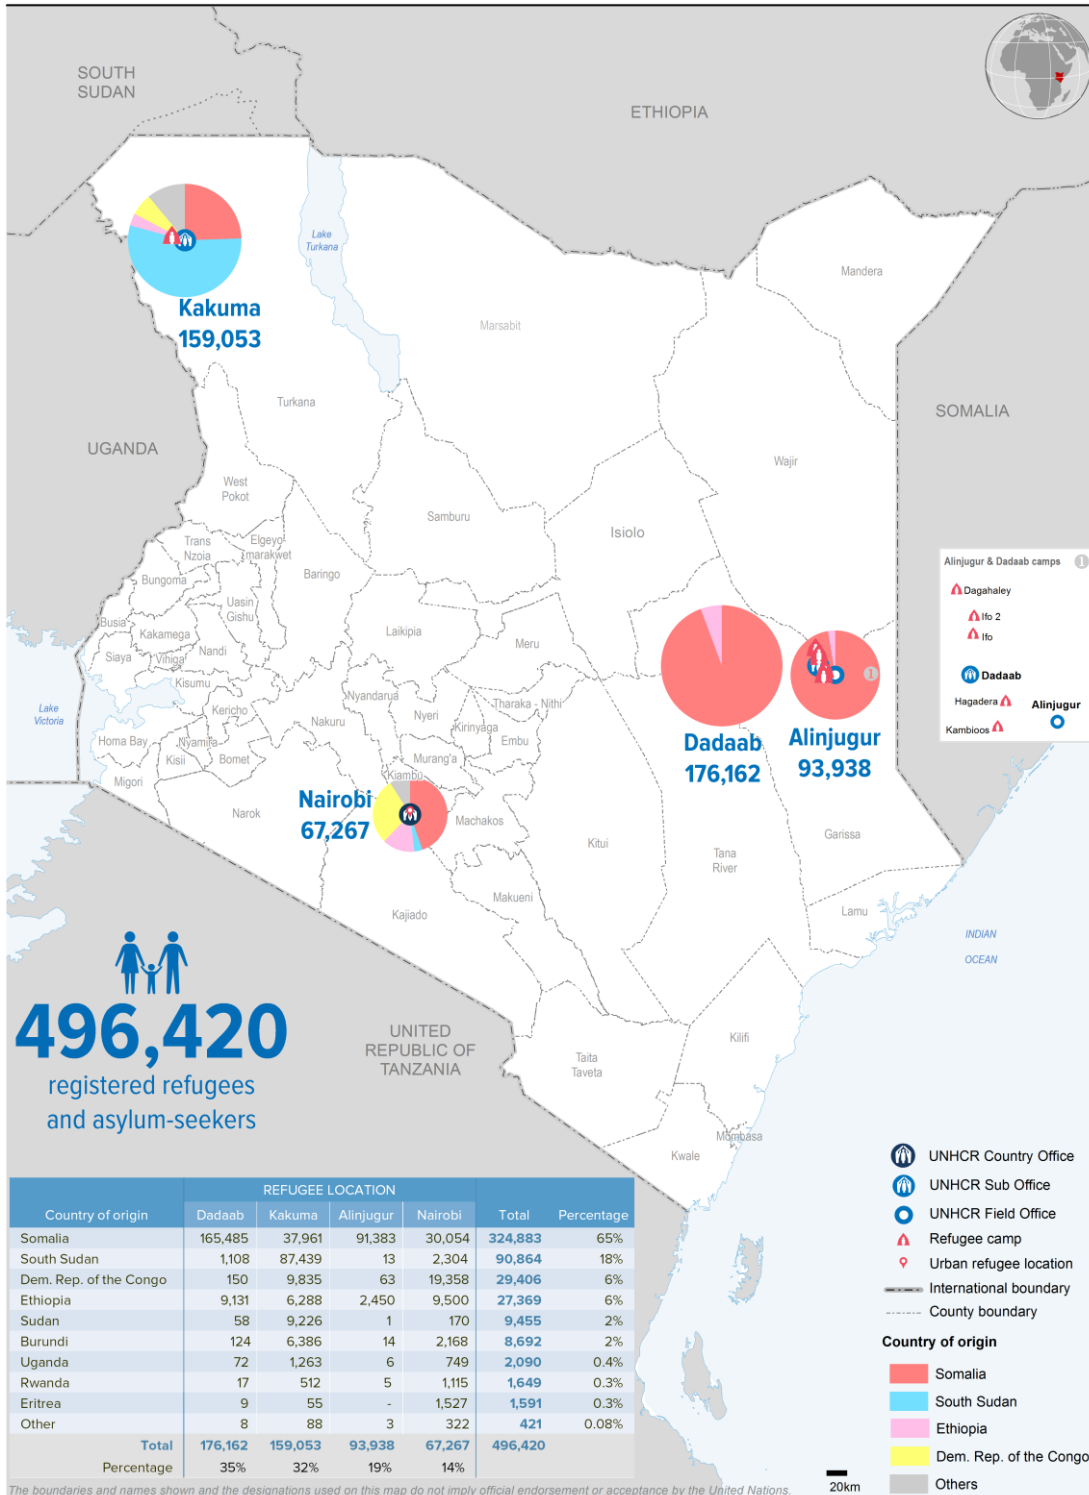 SOUTH
SUDAN
ETHIOPIA
Lake
Turkana
Mandera
Kakuma
159,053
Marsabit
Turkana
SOMALIA
UGANDA
Wajir
West
Pokot
Samburu
Isiolo
Trans
Nzoia
Elgeyo-
marakwet
Baringo
Bungoma
Uasin
Gishu
Busia
Kakamega
Laikipia
Meru
Siaya
Vihiga
Nandi
Kisumu
Nyandarua
Tharaka - Nithi
Kericho
Nyeri
Kirinyaga
Lake
Victoria
Nakuru
Embu
Homa Bay
Nyamira
Kisii
Bomet
Murang'a
Kiambu
Migori
Narok
Nairobi
67,267
Machakos
Kitui
Dadaab
176,162
Alinjugur
93,938
1
Garissa
Tana
River
Makueni
Kajiado
Lamu
INDIAN
OCEAN
Kilifi
Taita
Taveta
Mombasa
Kwale
UNITED
REPUBLIC OF
TANZANIA
Alinjugur & Dadaab camps 1
Dagahaley
Ifo 2
Ifo
Dadaab
Hagadera
Alinjugur
Kambioos
496,420
registered refugees
and asylum-seekers
REFUGEE LOCATION
Country of origin Dadaab Kakuma Alinjugur Nairobi Total Percentage
Somalia 165,485 37,961 91,383 30,054 324,883 65%
South Sudan 1,108 87,439 13 2,304 90,864 18%
Dem. Rep. of the Congo 150 9,835 63 19,358 29,406 6%
Ethiopia 9,131 6,288 2,450 9,500 27,369 6%
Sudan 58 9,226 1 170 9,455 2%
Burundi 124 6,386 14 2,168 8,692 2%
Uganda 72 1,263 6 749 2,090 0.4%
Rwanda 17 512 5 1,115 1,649 0.3%
Eritrea 9 55 - 1,527 1,591 0.3%
Other 8 88 3 322 421 0.08%
Total 176,162 159,053 93,938 67,267 496,420
Percentage 35% 32% 19% 14%
UNHCR Country Office
UNHCR Sub Office
UNHCR Field Office
Refugee camp
Urban refugee location
International boundary
County boundary
Country of origin
Somalia
South Sudan
Ethiopia
Dem. Rep. of the Congo
Others
20km
The boundaries and names shown and the designations used on this map do not imply official endorsement or acceptance by the United Nations.